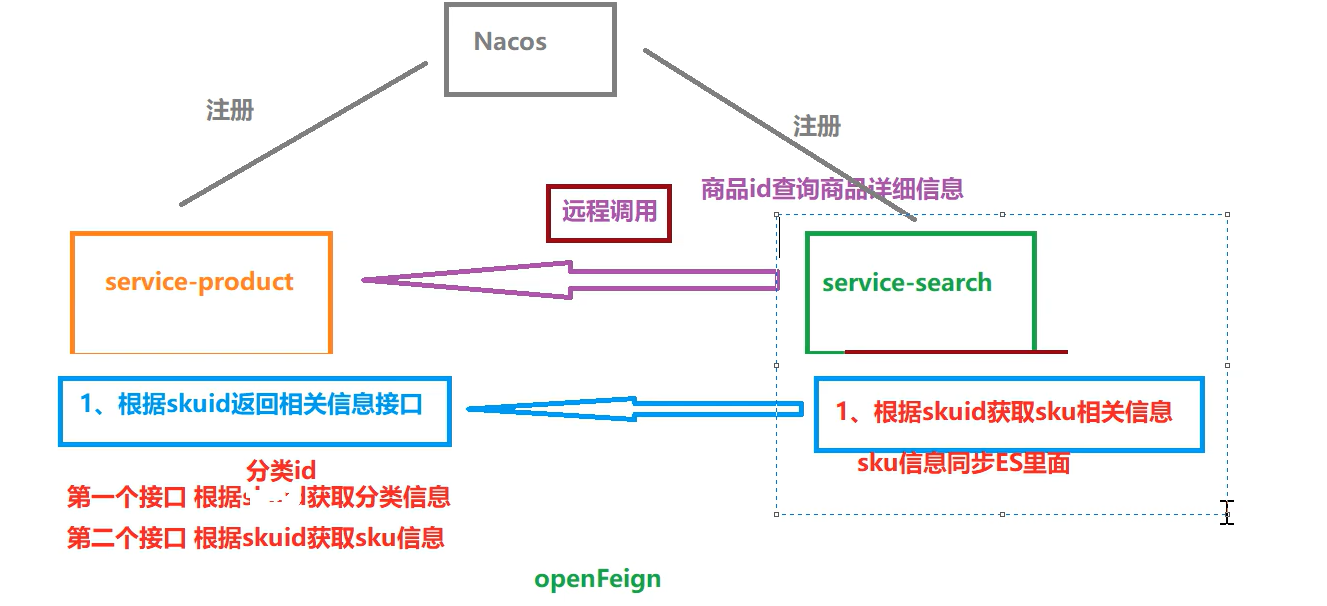 Nacos
注册
注册
商品id查询商品详细信息
远程调用
service-product
service-search
1、根据skuid返回相关信息接口
1、根据skuid获取sku相关信息
sku信息同步ES里面
分类id
第一个接口 根据 获取分类信息
第二个接口 根据skuid获取sku信息
openFeign